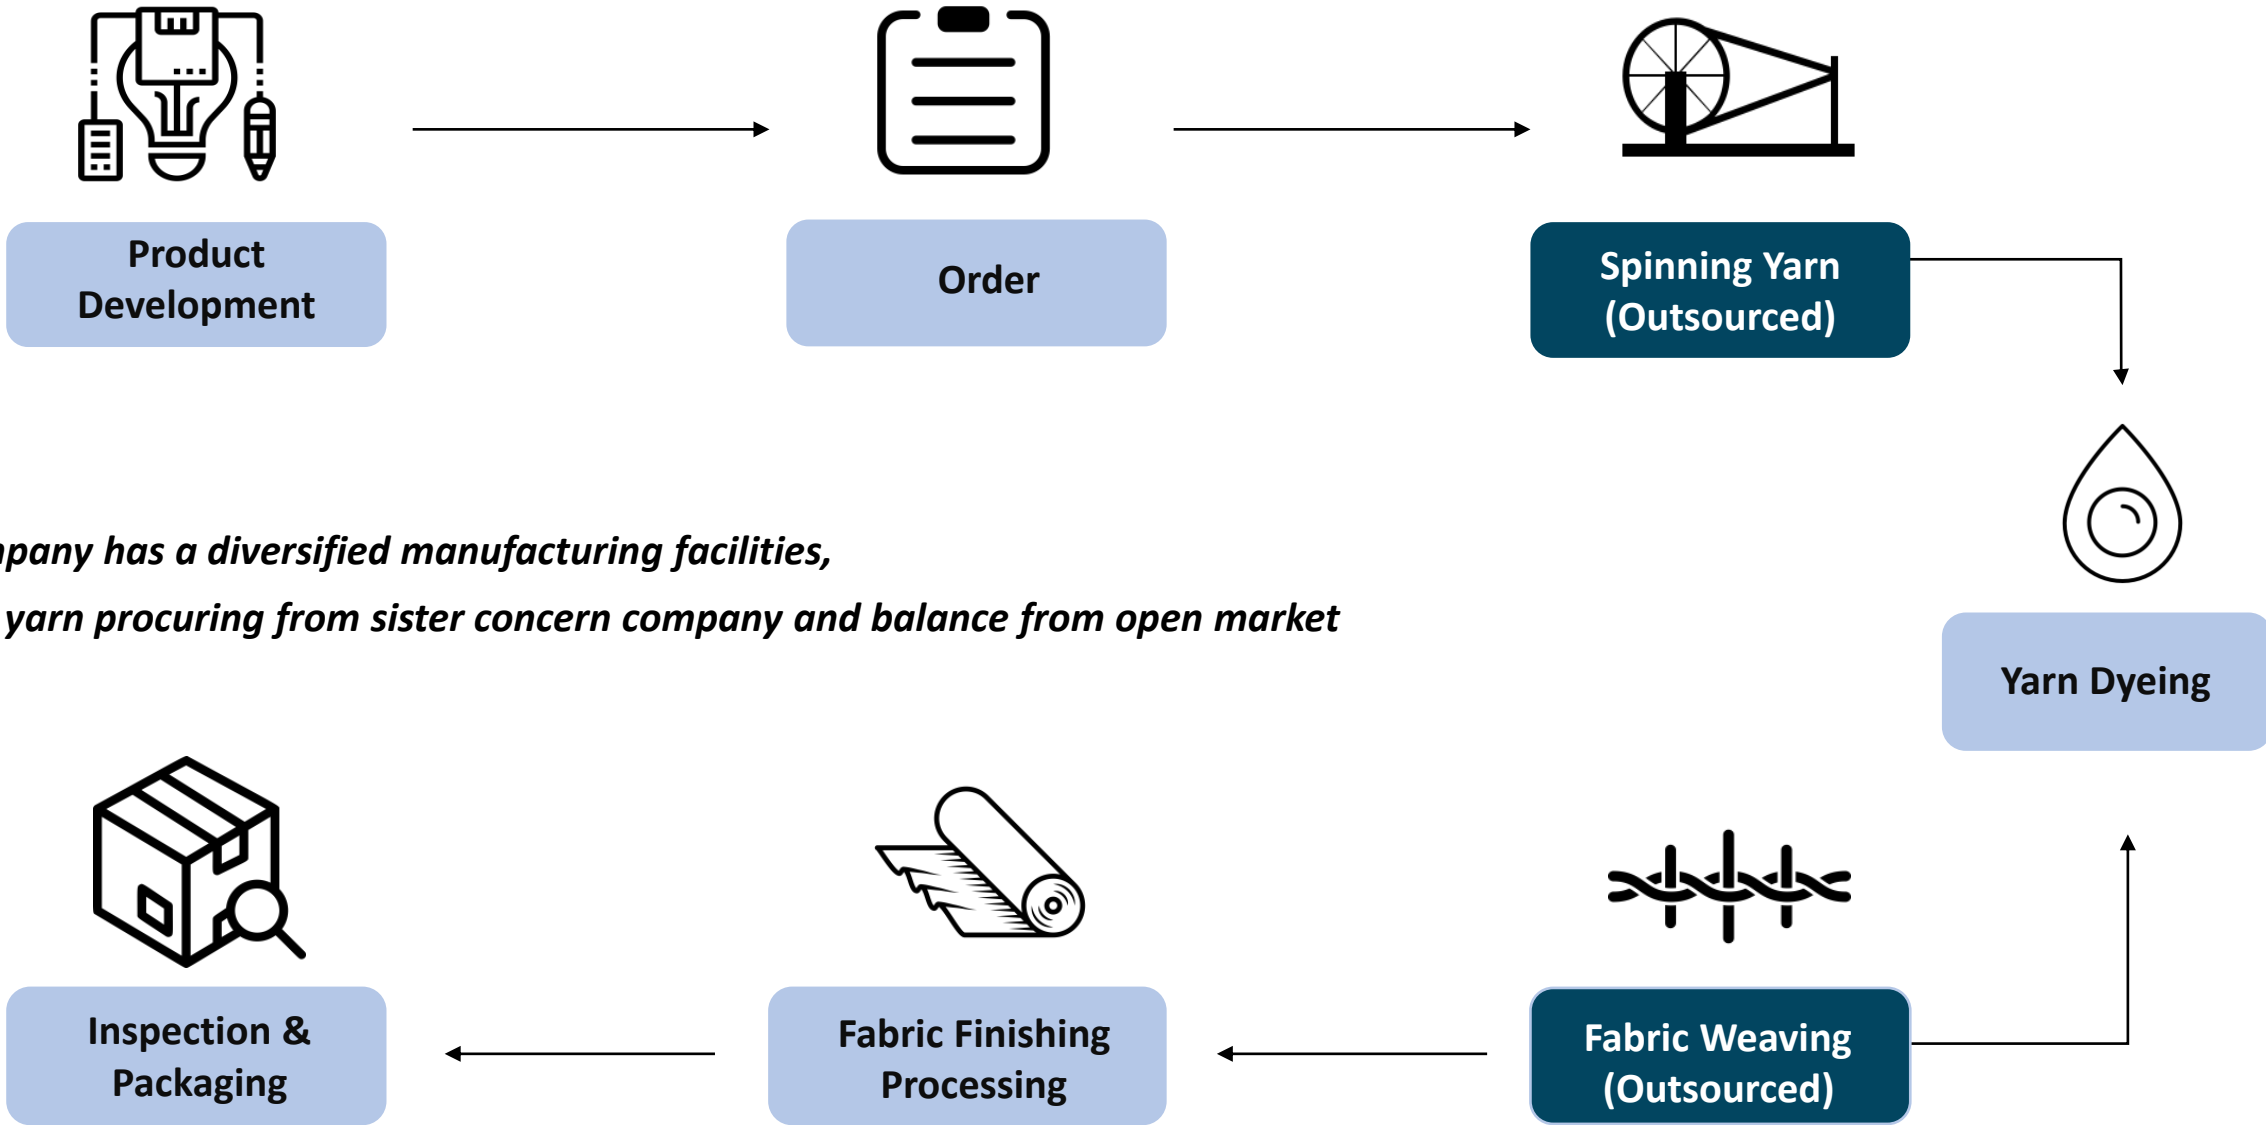 Product
Development
Order
Spinning Yarn
(Outsourced)
has a diversified manufacturing facilities,
yarn procuring from sister concern company and balance from open market
Yarn Dyeing
Inspection &
Packaging
Fabric Finishing
Processing
Fabric Weaving
(Outsourced)